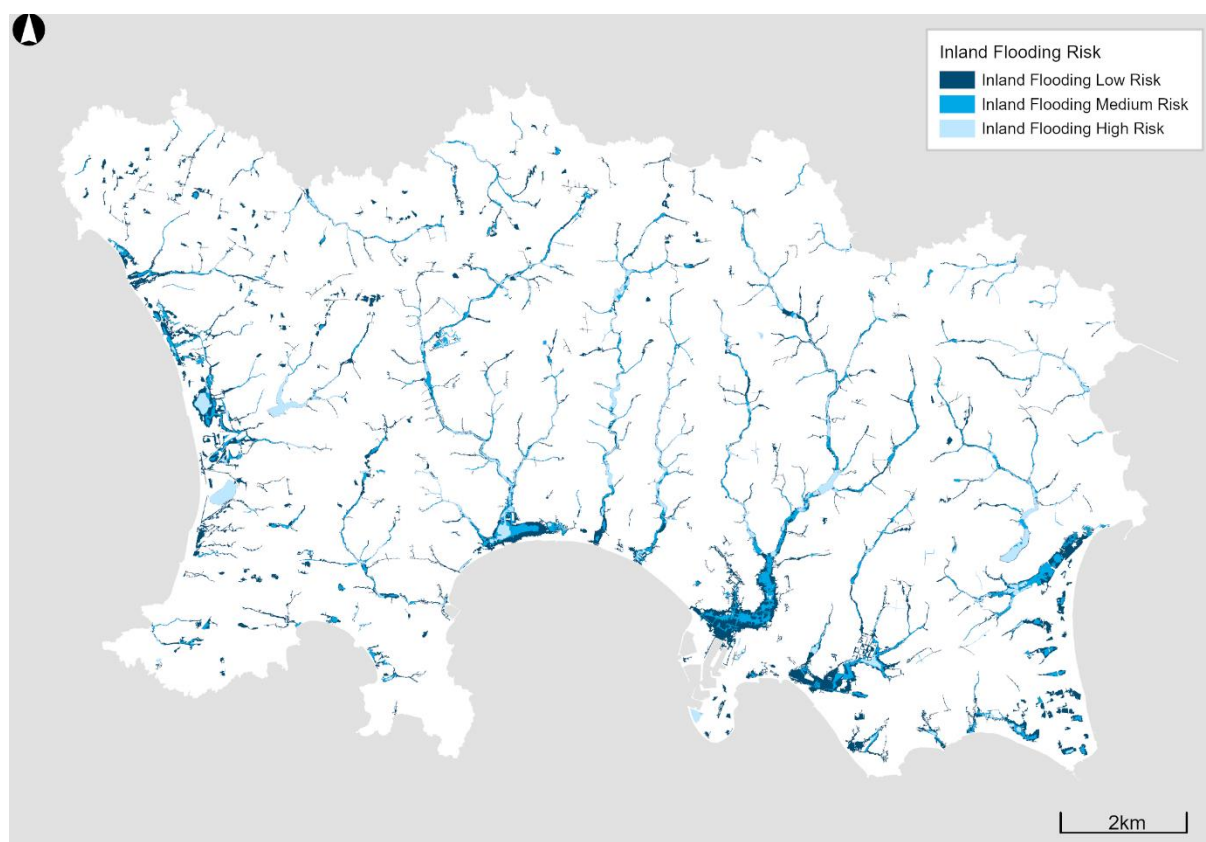 Inland Flooding Risk
Inland Flooding Low Risk
Inland Flooding Medium Risk
Inland Flooding High Risk
2km